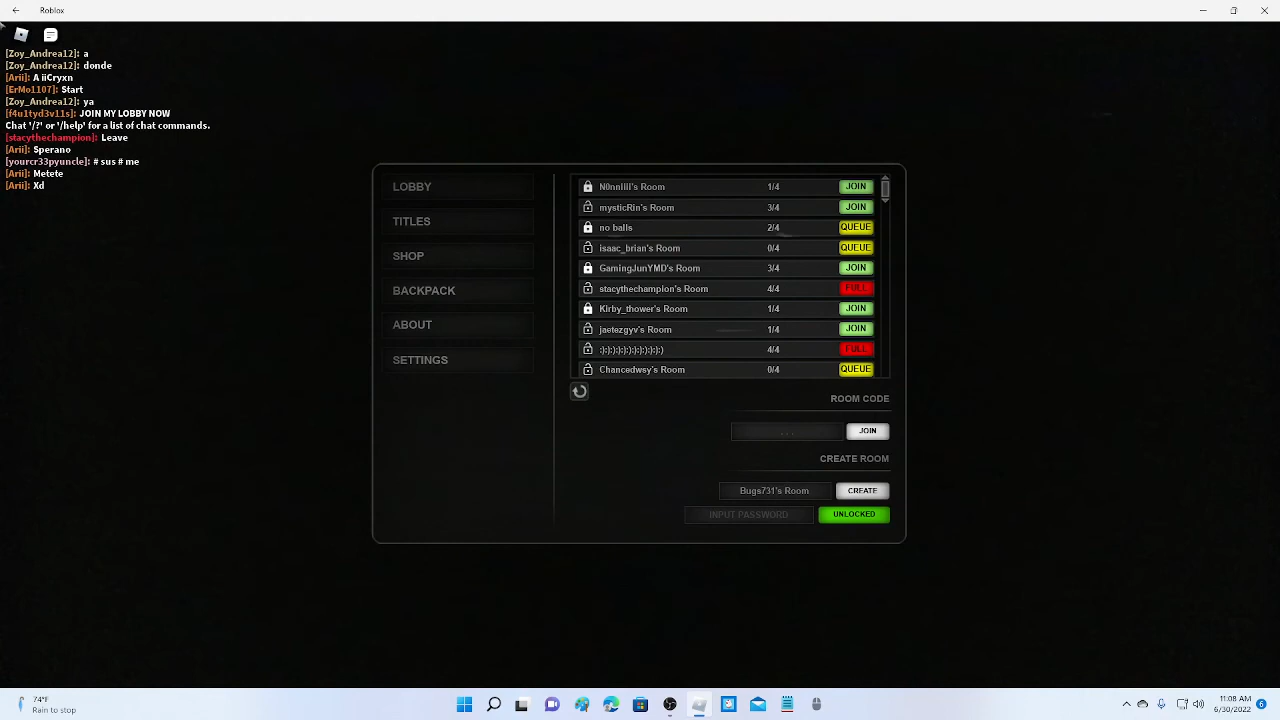 Roblox
[Zoy_Andrea12]: a
[Zoy_Andrea12]: donde
[Arii]: A iiCryxn
[ErMo1107]: Start
[Zoy_Andrea12]: ya
[f4u1tyd3v11s]: JOIN MY LOBBY NOW
Chat '/?' or '/help' for a list of chat commands.
[stacythechampion]: Leave
[Arii]: Sperano
[yourcr33pyuncle]: # sus # me
[Arii]: Metete
[Arii]: Xd
LOBBY
TITLES
SHOP
BACKPACK
ABOUT
SETTINGS
N0nnlill's Room 1/4 JOIN
mysticRin's Room 3/4 JOIN
no balls 2/4 QUEUE
isaac_brian's Room 0/4 QUEUE
GamingJunYMD's Room 3/4 JOIN
stacythechampion's Room 4/4 FULL
Kirby_thower's Room 1/4 JOIN
jaetezgyv's Room 1/4 JOIN
:):):):):):):):):):) 4/4 FULL
Chancedwsy's Room 0/4 QUEUE
ROOM CODE
... JOIN
CREATE ROOM
Bugs731's Room CREATE
INPUT PASSWORD UNLOCKED
74°F
Rain to stop
11:08 AM
6/30/2022
6